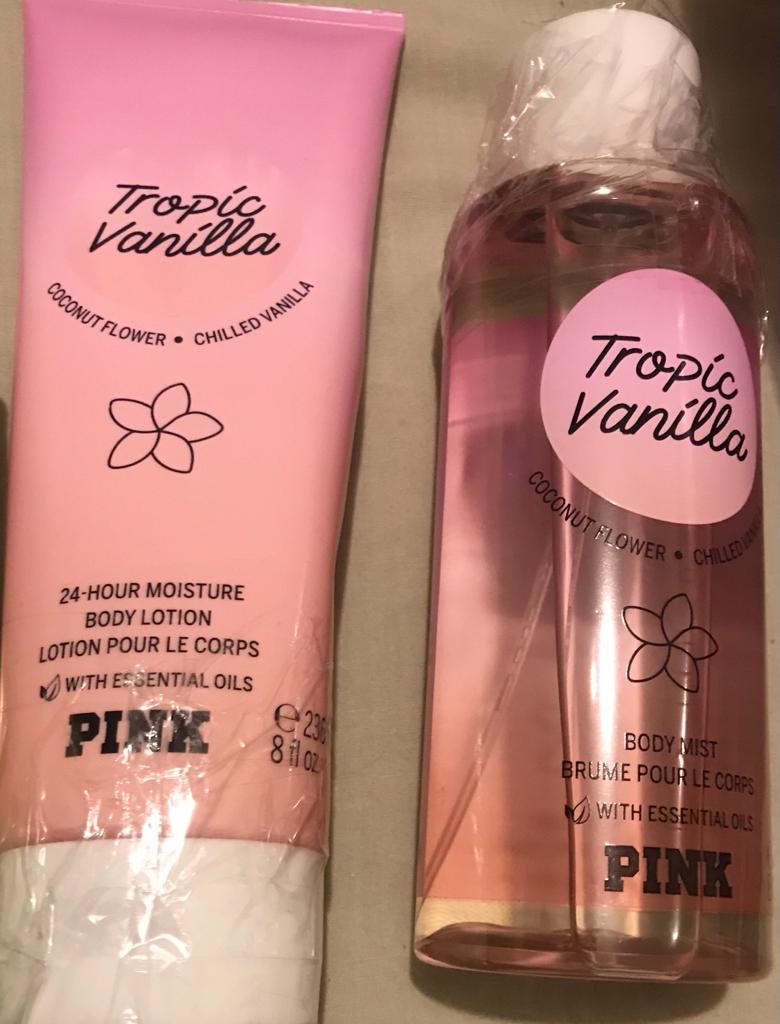 Tropic
Vanilla
COCONUT FLOWER • CHILLED VANILLA
24-HOUR MOISTURE
BODY LOTION
LOTION POUR LE CORPS
WITH ESSENTIAL OILS
PINK
e 236
8 fl oz
Tropic
Vanilla
COCONUT FLOWER • CHILLED
BODY MIST
BRUME POUR LE CORPS
WITH ESSENTIAL OILS
PINK